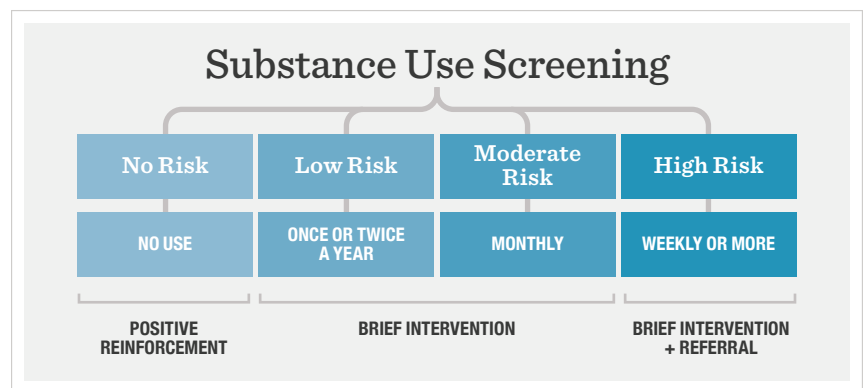 Substance Use Screening
No Risk
Low Risk
Moderate
Risk
High Risk
NO USE
ONCE OR TWICE
A YEAR
MONTHLY
WEEKLY OR MORE
POSITIVE
REINFORCEMENT
BRIEF INTERVENTION
BRIEF INTERVENTION
+ REFERRAL